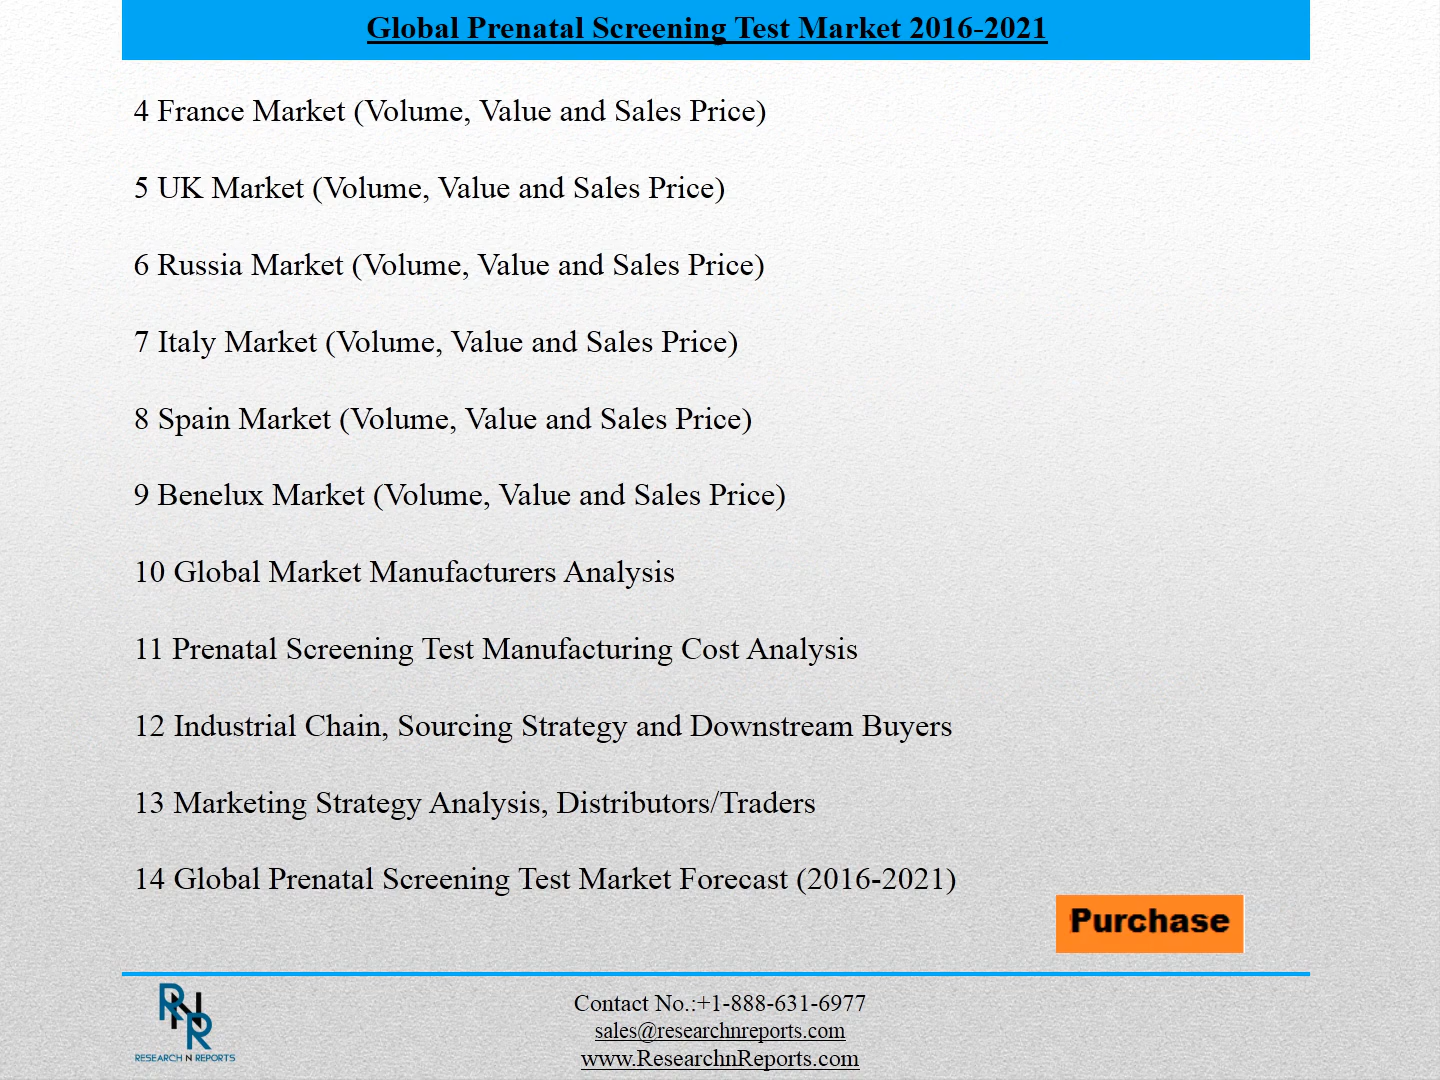 Global Prenatal Screening Test Market 2016-2021
4 France Market (Volume, Value and Sales Price)
5 UK Market (Volume, Value and Sales Price)
6 Russia Market (Volume, Value and Sales Price)
7 Italy Market (Volume, Value and Sales Price)
8 Spain Market (Volume, Value and Sales Price)
9 Benelux Market (Volume, Value and Sales Price)
10 Global Market Manufacturers Analysis
11 Prenatal Screening Test Manufacturing Cost Analysis
12 Industrial Chain, Sourcing Strategy and Downstream Buyers
13 Marketing Strategy Analysis, Distributors/Traders
14 Global Prenatal Screening Test Market Forecast (2016-2021)
Purchase
RNR
RESEARCH N REPORTS
Contact No.:+1-888-631-6977
sales@researchnreports.com
www.ResearchnReports.com